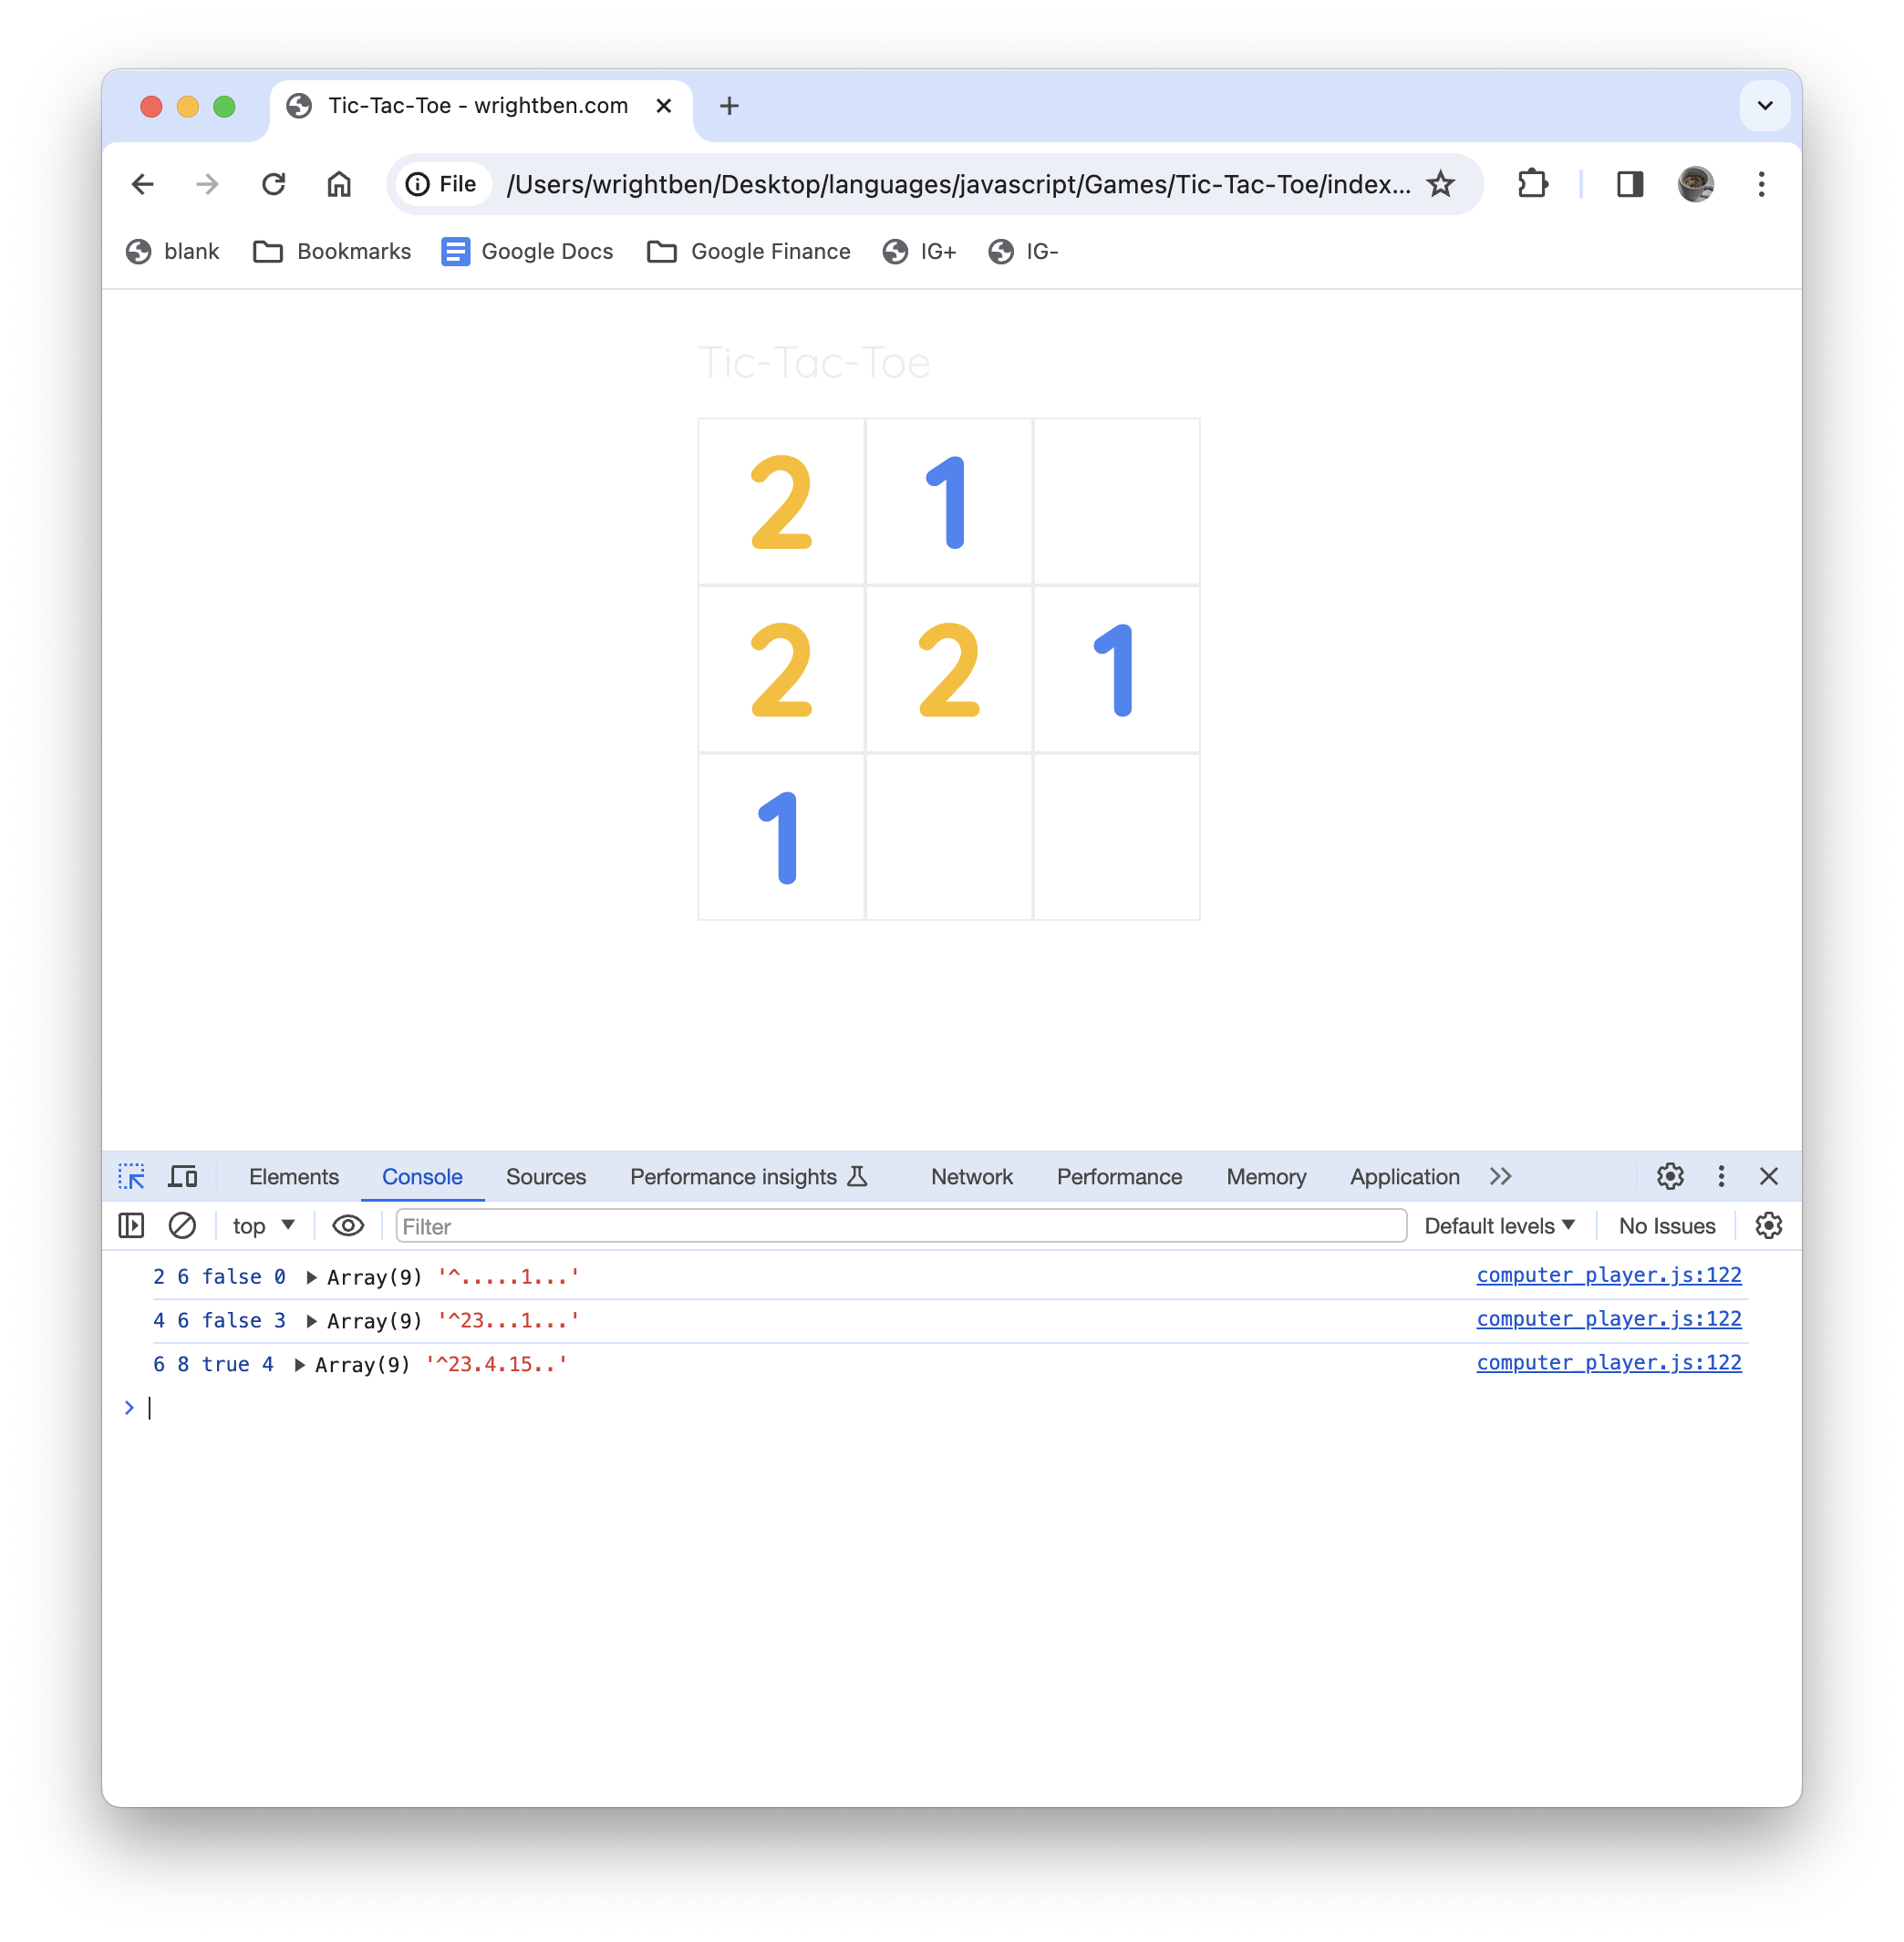 Tic-Tac-Toe - wrightben.com
File /Users/wrightben/Desktop/languages/javascript/Games/Tic-Tac-Toe/index...
blank Bookmarks Google Docs Google Finance IG+ IG-
Tic-Tac-Toe
2 1
2 2 1
1
Elements Console Sources Performance insights Network Performance Memory Application
top Filter Default levels No Issues
2 6 false 0 Array(9) '^.....1...' computer_player.js:122
4 6 false 3 Array(9) '^23...1...' computer_player.js:122
6 8 true 4 Array(9) '^23.4.15..' computer_player.js:122